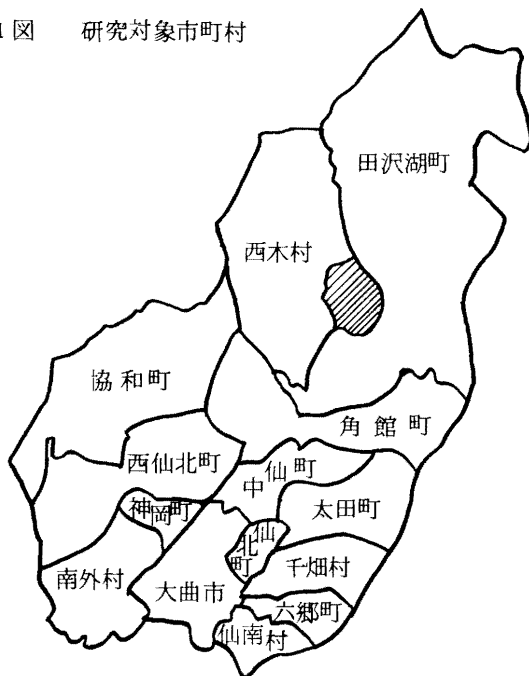 図 研究対象市町村
田沢湖町
西木村
協和町
角館町
西仙北町
中仙町
神岡町
仙北町
太田町
南外村
大曲市
千畑村
六郷町
仙南村